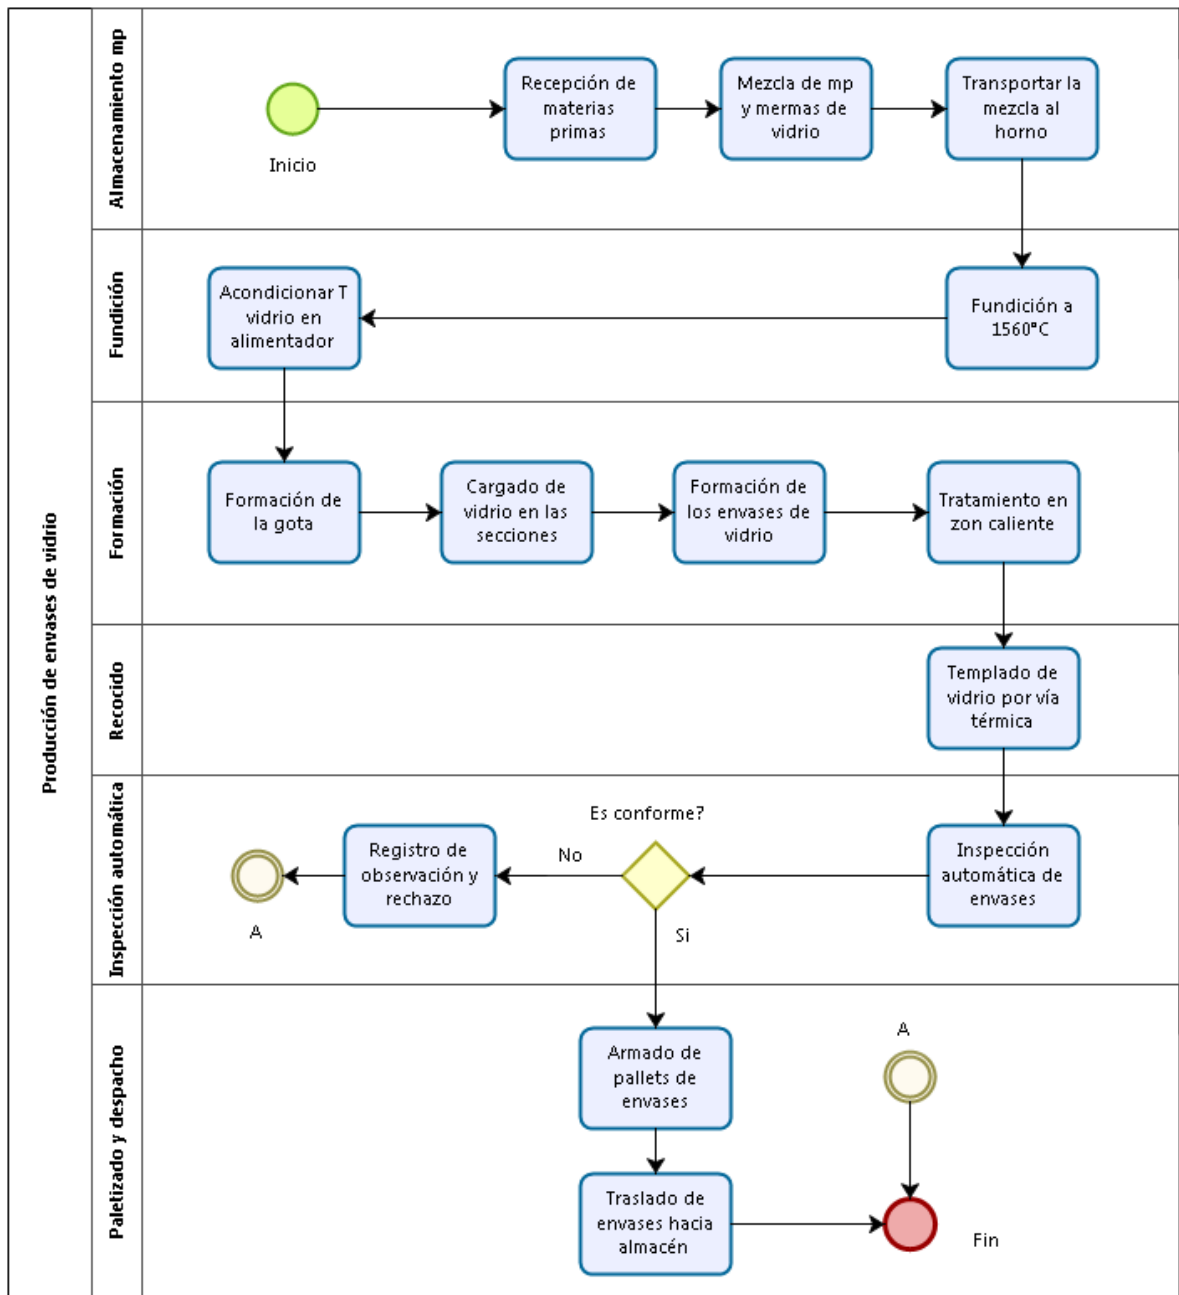 Producción de envases de vidrio
Almacenamiento mp
Inicio
Recepción de
materias
primas
Mezcla de mp
y mermas de
vidrio
Transportar la
mezcla al
horno
Fundición
Acondicionar T
vidrio en
alimentador
Fundición a
1560°C
Formación
Formación de
la gota
Cargado de
vidrio en las
secciones
Formación de
los envases de
vidrio
Tratamiento en
zon caliente
Recocido
Templado de
vidrio por vía
térmica
Inspección automática
A
Registro de
observación y
rechazo
No
Es conforme?
Si
Inspección
automática de
envases
Paletizado y despacho
Armado de
pallets de
envases
A
Traslado de
envases hacia
almacén
Fin